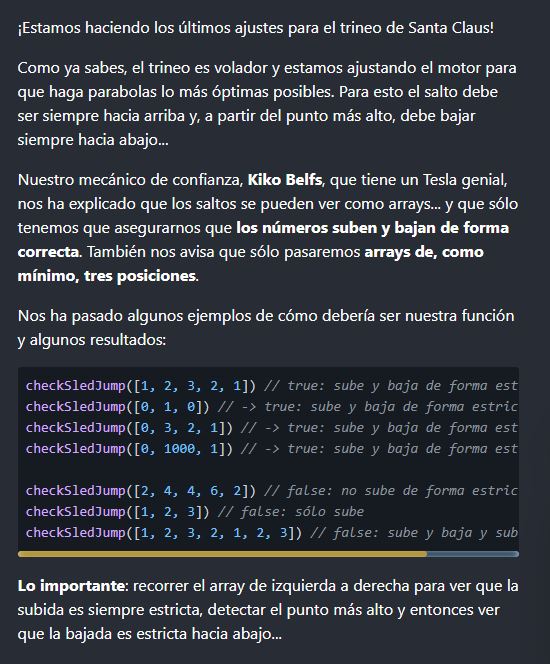 ¡Estamos haciendo los últimos ajustes para el trineo de Santa Claus!
Como ya sabes, el trineo es volador y estamos ajustando el motor para
que haga parabolas lo más óptimas posibles. Para esto el salto debe
ser siempre hacia arriba y, a partir del punto más alto, debe bajar
siempre hacia abajo...
Nuestro mecánico de confianza, Kiko Belfs, que tiene un Tesla genial,
nos ha explicado que los saltos se pueden ver como arrays... y que sólo
tenemos que asegurarnos que los números suben y bajan de forma
correcta. También nos avisa que sólo pasaremos arrays de, como
mínimo, tres posiciones.
Nos ha pasado algunos ejemplos de cómo debería ser nuestra función
y algunos resultados:
checkSledJump([1, 2, 3, 2, 1]) // true: sube y baja de forma est
checkSledJump([0, 1, 0]) // -> true: sube y baja de forma estric
checkSledJump([0, 3, 2, 1]) // -> true: sube y baja de forma est
checkSledJump([0, 1000, 1]) // -> true: sube y baja de forma est
checkSledJump([2, 4, 4, 6, 2]) // false: no sube de forma estric
checkSledJump([1, 2, 3]) // false: sólo sube
checkSledJump([1, 2, 3, 2, 1, 2, 3]) // false: sube y baja y sub
Lo importante: recorrer el array de izquierda a derecha para ver que la
subida es siempre estricta, detectar el punto más alto y entonces ver
que la bajada es estricta hacia abajo...